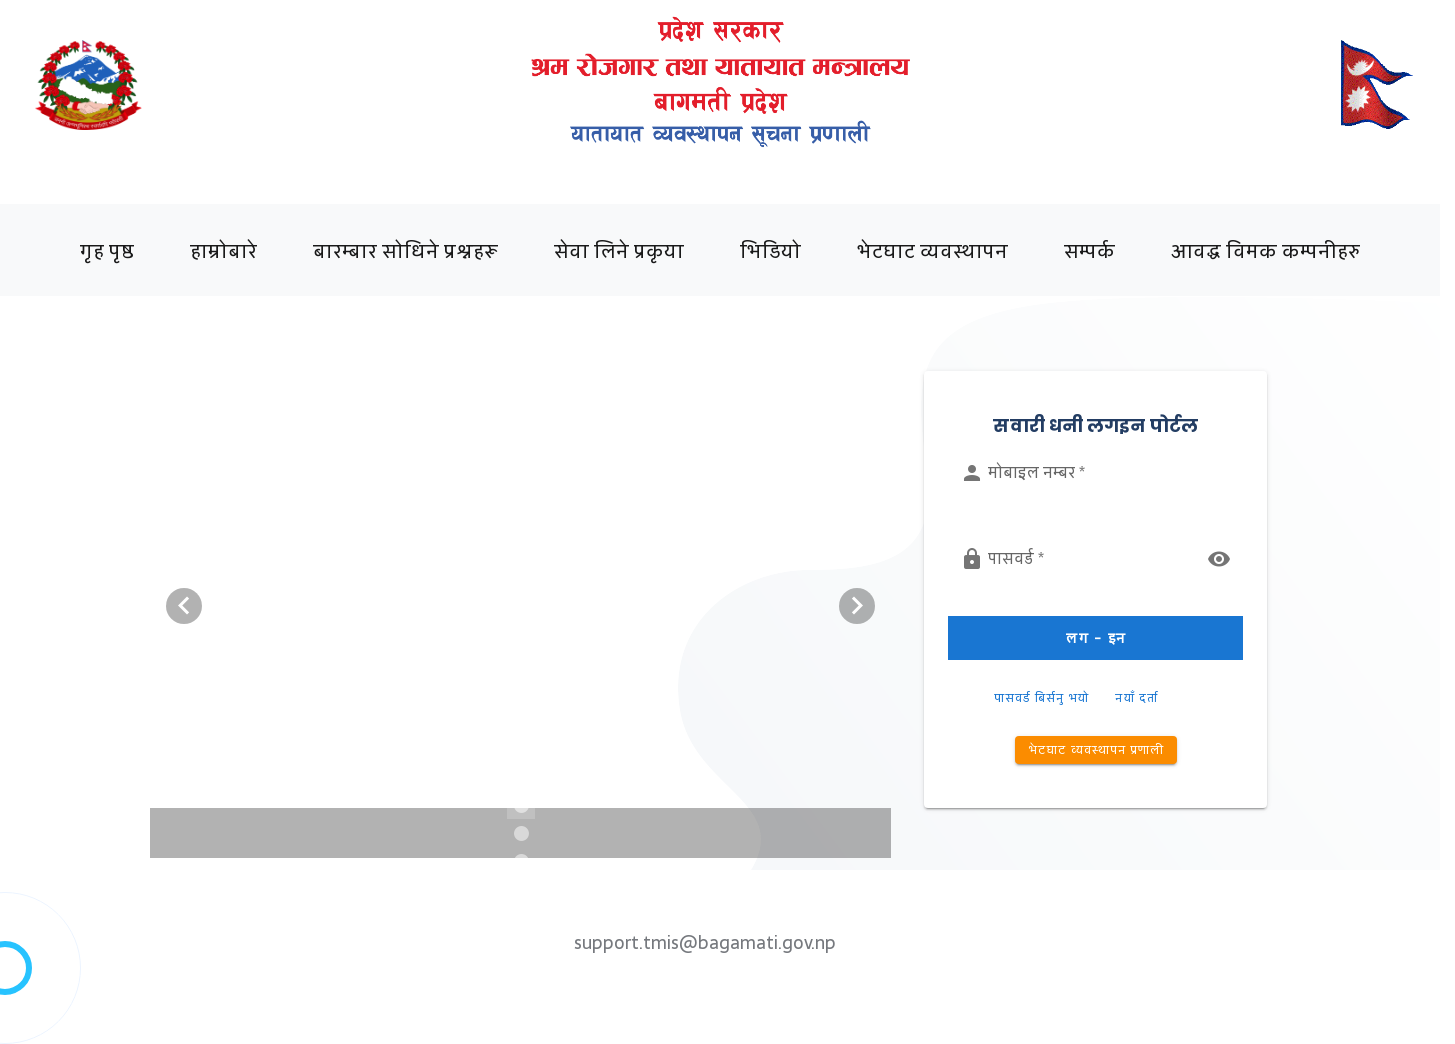 प्रदेश सरकार
श्रम रोजगार तथा यातायात मन्त्रालय
बागमती प्रदेश
यातायात व्यवस्थापन सूचना प्रणाली
गृह पृष्ठ हाम्रोबारे बारम्बार सोधिने प्रश्नहरू सेवा लिने प्रकृया भिडियो भेटघाट व्यवस्थापन सम्पर्क आवद्ध विमक कम्पनीहरु
सवारी धनी लगइन पोर्टल
मोबाइल नम्बर *
पासवर्ड *
लग - इन
पासवर्ड बिर्सनु भयो नयाँ दर्ता
भेटघाट व्यवस्थापन प्रणाली
support.tmis@bagamati.gov.np